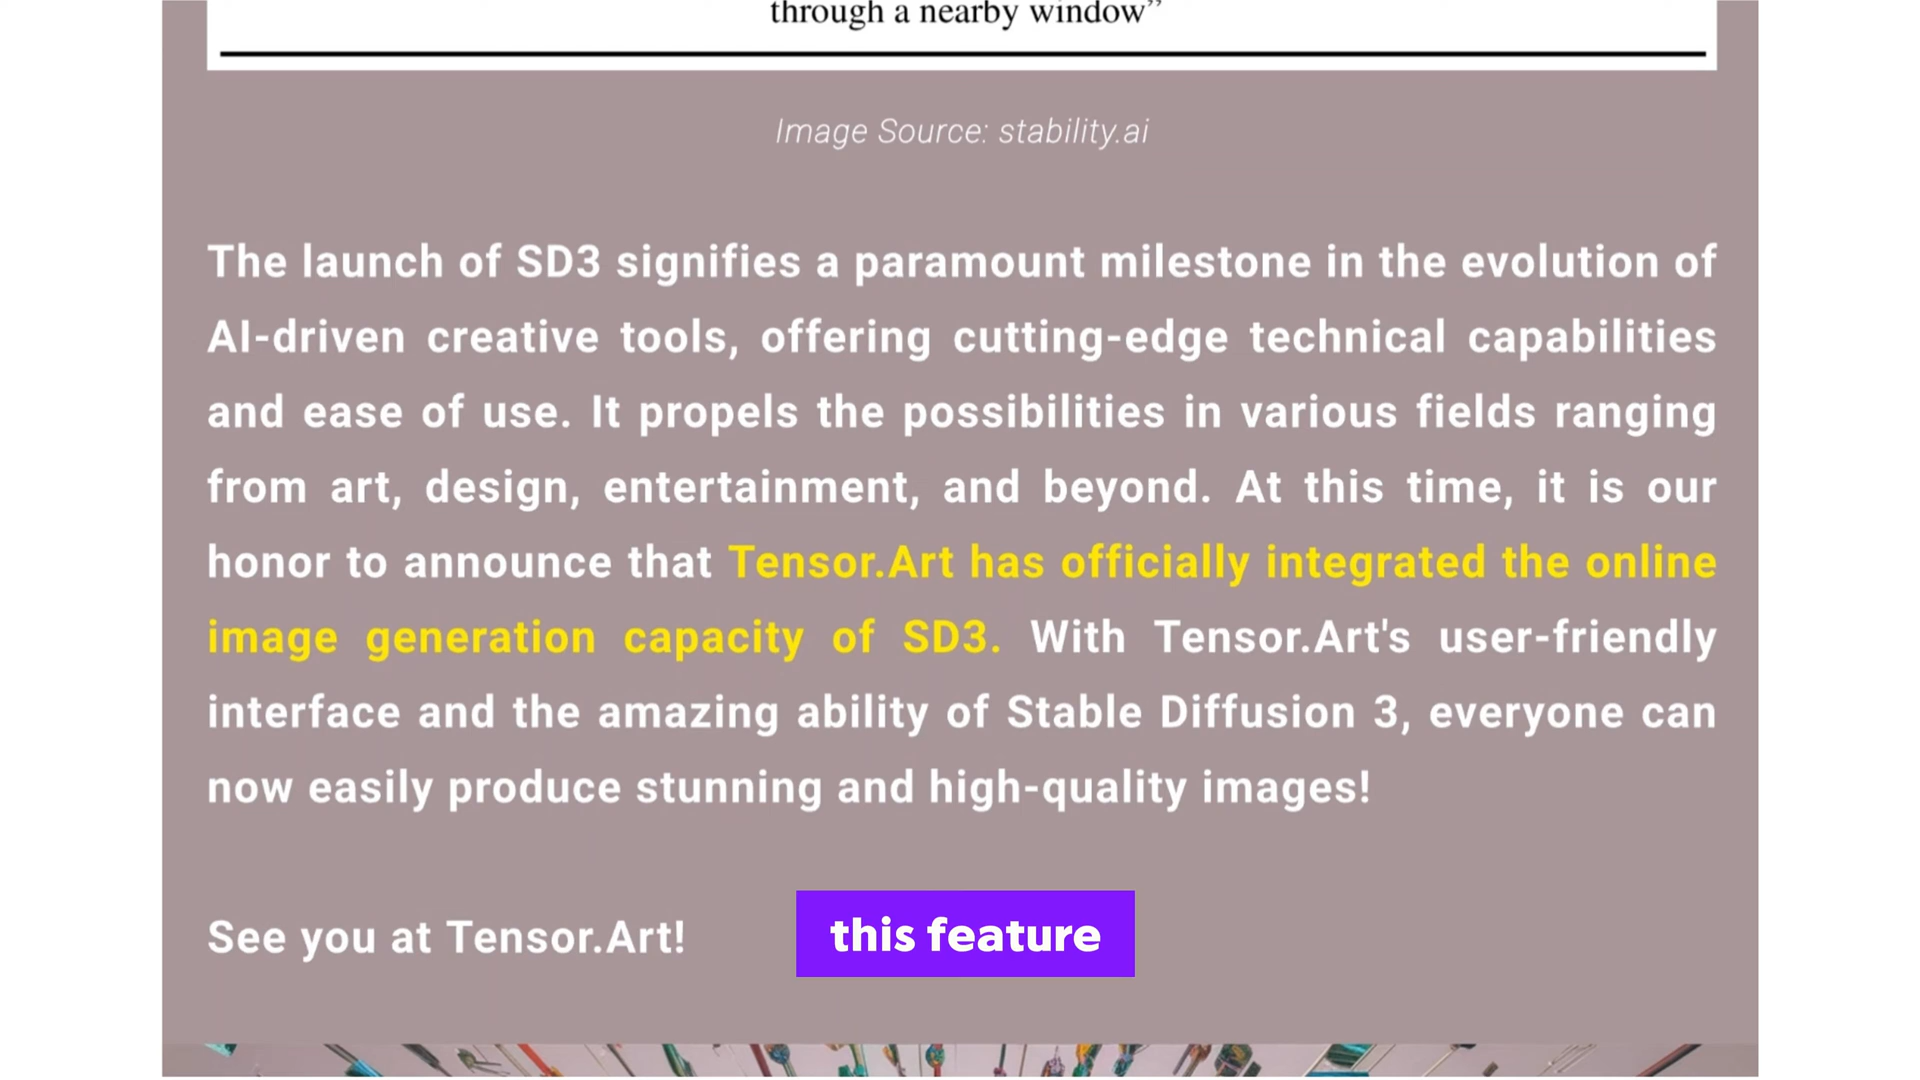 through a nearby window”
Image Source: stability.ai
The launch of SD3 signifies a paramount milestone in the evolution of
AI-driven creative tools, offering cutting-edge technical capabilities
and ease of use. It propels the possibilities in various fields ranging
from art, design, entertainment, and beyond. At this time, it is our
honor to announce that Tensor.Art has officially integrated the online
image generation capacity of SD3. With Tensor.Art's user-friendly
interface and the amazing ability of Stable Diffusion 3, everyone can
now easily produce stunning and high-quality images!
See you at Tensor.Art!
this feature